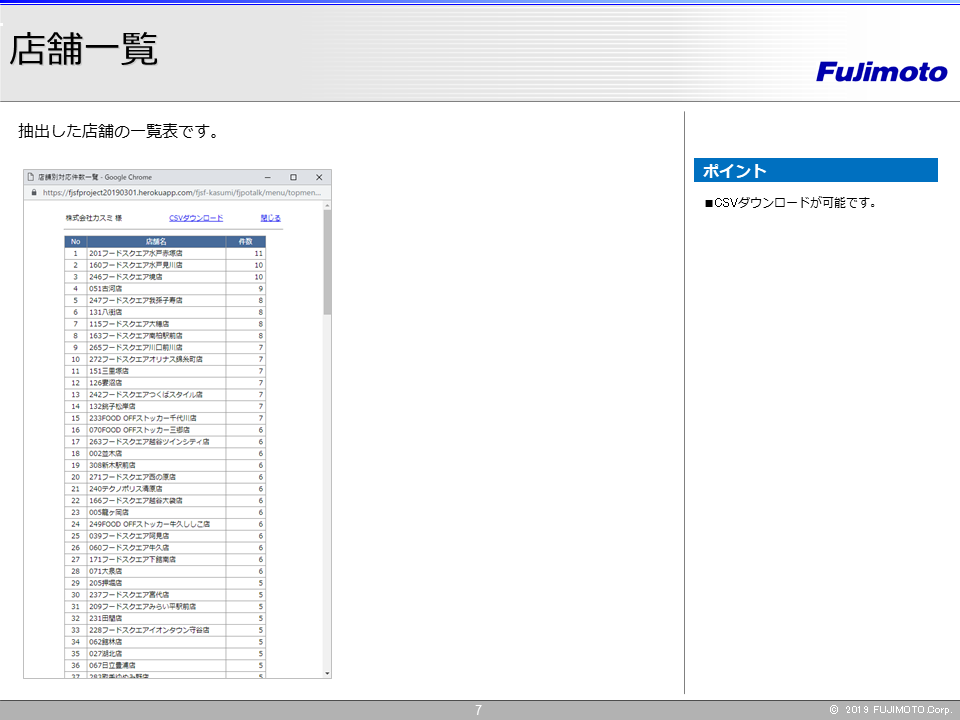 店舗一覧
Fujimoto
抽出した店舗の一覧表です。
店舗別対応件数一覧 - Google Chrome
https://fjsfproject20190301.herokuapp.com/fjsf-kasumi/fjpotalk/menu/topmen...
株式会社カスミ 様 CSVダウンロード 閉じる
No 店舗名 件数
1 201フードスクエア水戸赤塚店 11
2 160フードスクエア水戸見川店 10
3 246フードスクエア境店 10
4 051古河店 9
5 247フードスクエア我孫子寿店 8
6 131八街店 8
7 115フードスクエア大穂店 8
8 163フードスクエア南柏駅前店 8
9 265フードスクエア川口前川店 7
10 272フードスクエアオリナス錦糸町店 7
11 151三里塚店 7
12 126妻沼店 7
13 242フードスクエアつくばスタイル店 7
14 132銚子松岸店 7
15 233FOOD OFFストッカー千代川店 7
16 070FOOD OFFストッカー三郷店 6
17 263フードスクエア越谷ツインシティ店 6
18 002並木店 6
19 308新木駅前店 6
20 271フードスクエア西の原店 6
21 240テクノポリス清原店 6
22 166フードスクエア越谷大袋店 6
23 005龍ヶ岡店 6
24 249FOOD OFFストッカー牛久ししこ店 6
25 039フードスクエア阿見店 6
26 060フードスクエア牛久店 6
27 171フードスクエア下館南店 6
28 071大泉店 6
29 205押堀店 5
30 237フードスクエア高代店 5
31 209フードスクエアみらい平駅前店 5
32 231田間店 5
33 228フードスクエアイオンタウン守谷店 5
34 062館林店 5
35 027湖北店 5
36 067日立豊浦店 5
ポイント
■CSVダウンロードが可能です。
7
© 2019 FUJIMOTO.Corp.